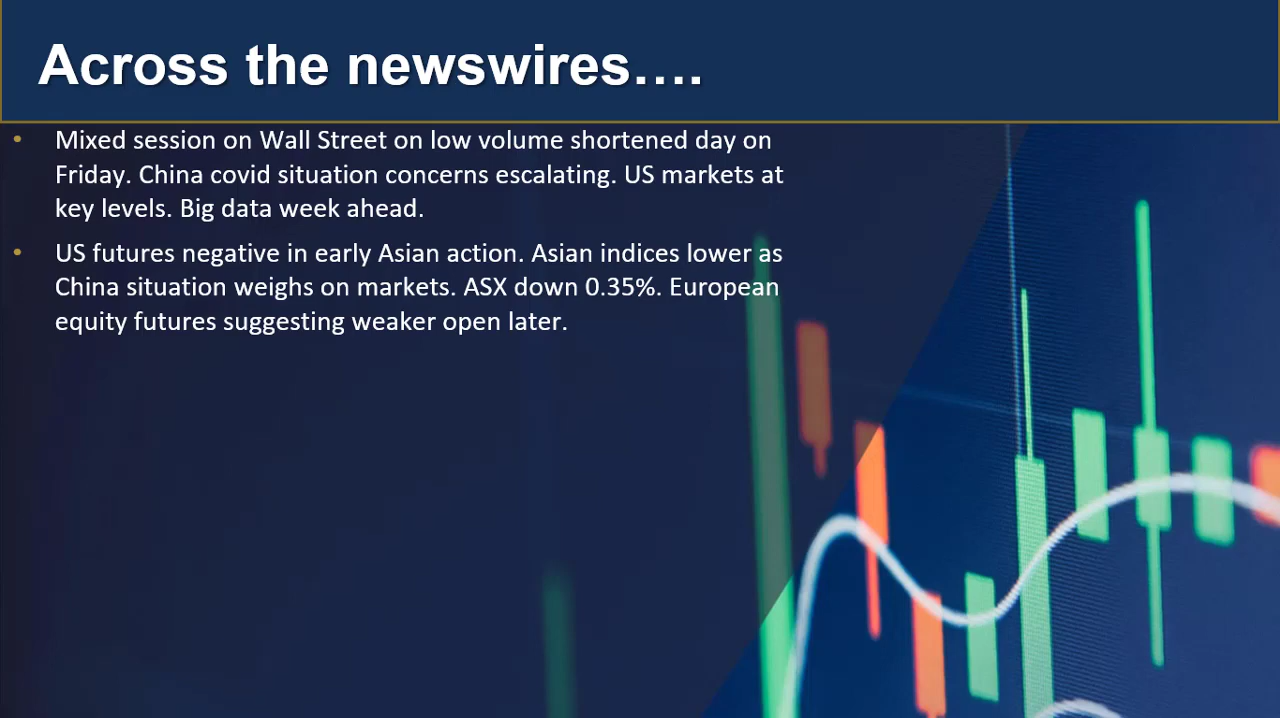 Across the newswires….
• Mixed session on Wall Street on low volume shortened day on
Friday. China covid situation concerns escalating. US markets at
key levels. Big data week ahead.
• US futures negative in early Asian action. Asian indices lower as
China situation weighs on markets. ASX down 0.35%. European
equity futures suggesting weaker open later.